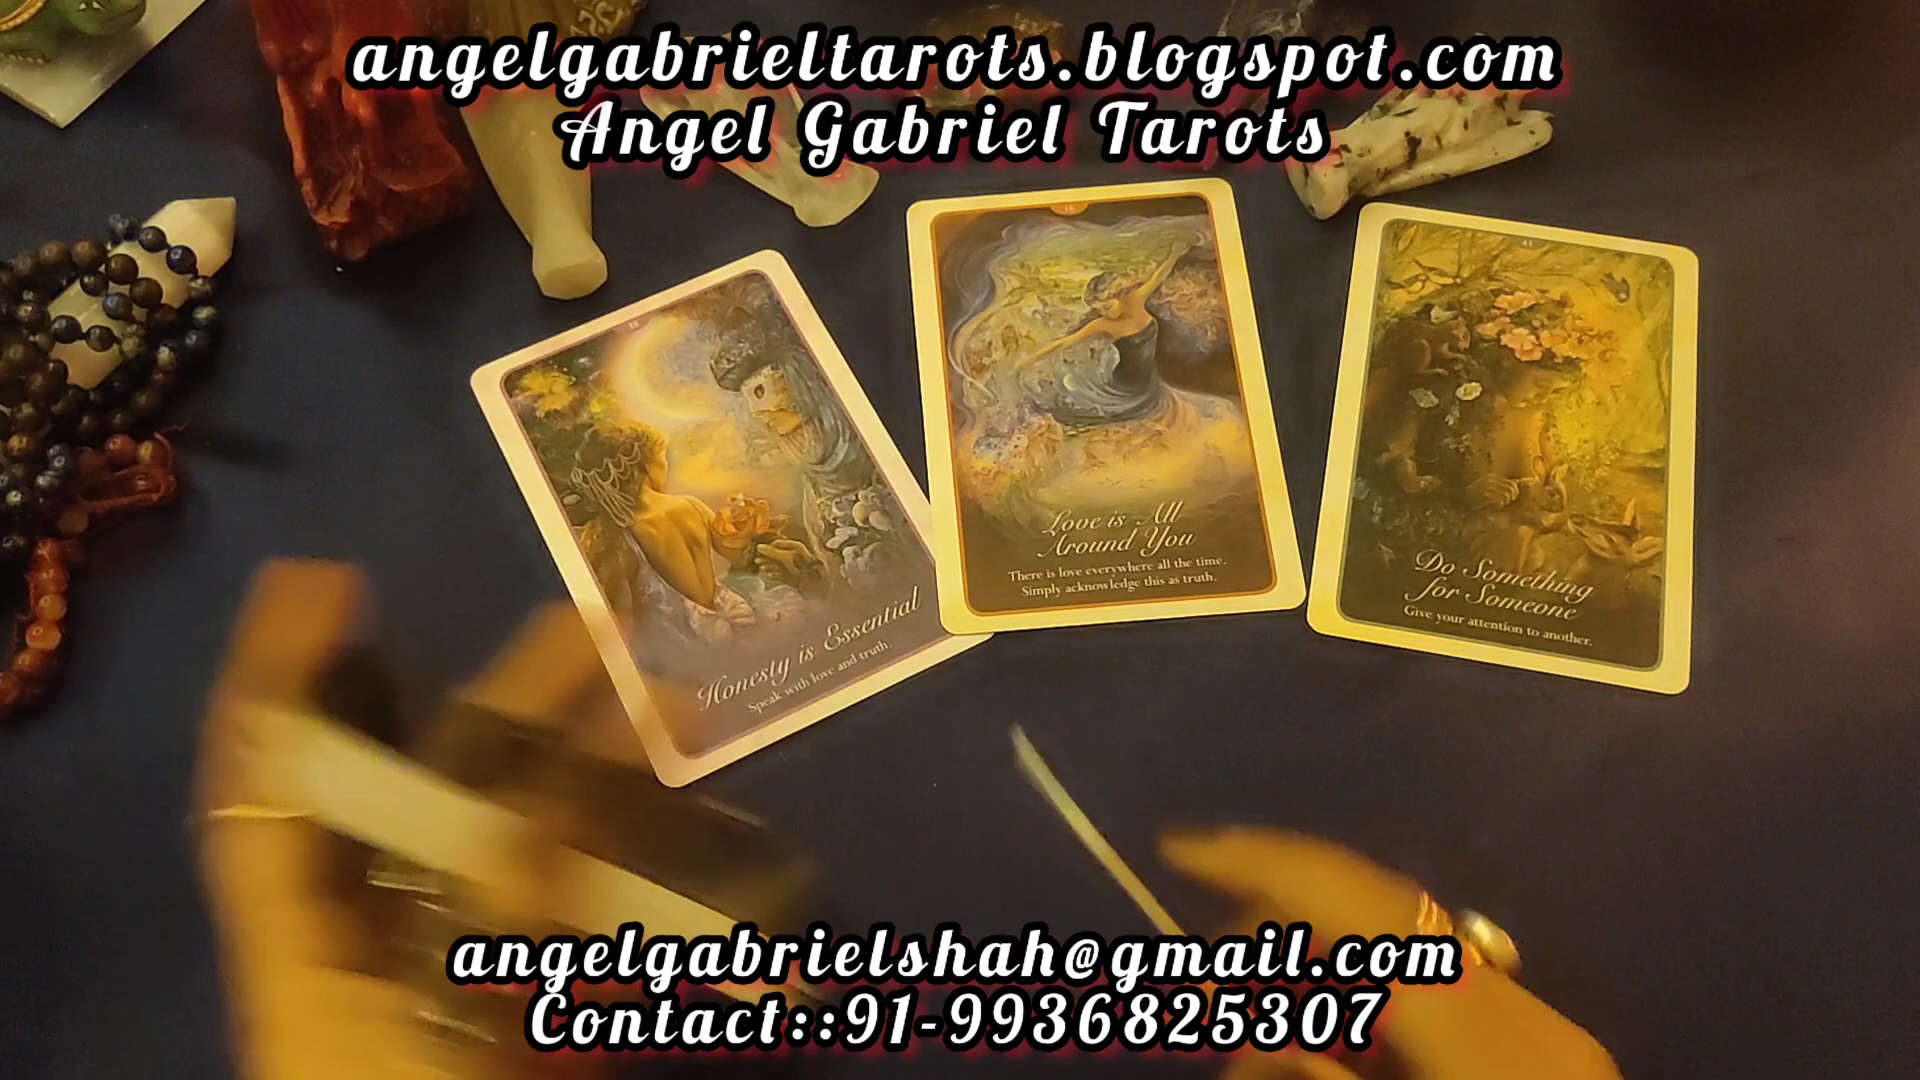 angelgabrieltarots.blogspot.com
Angel Gabriel Tarots
Honesty is Essential
Speak with love and truth.
16
Love is All
Around You
There is love everywhere all the time.
Simply acknowledge this as truth.
Do Something
for Someone
Give your attention to another.
angelgabrielshah@gmail.com
Contact::91-9936825307